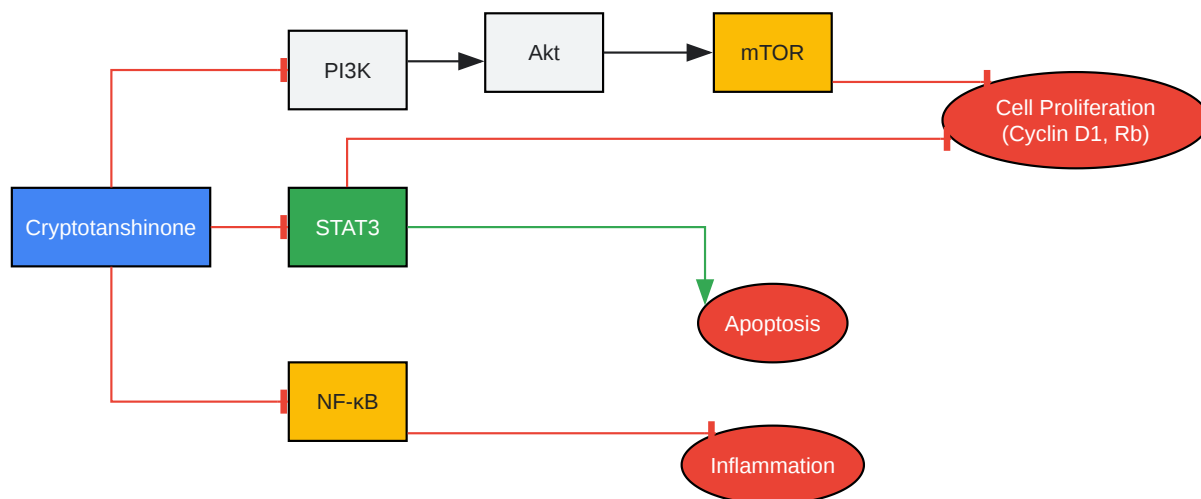 PI3K
Akt
mTOR
Cell Proliferation
(Cyclin D1, Rb)
Cryptotanshinone
STAT3
Apoptosis
NF-κB
Inflammation